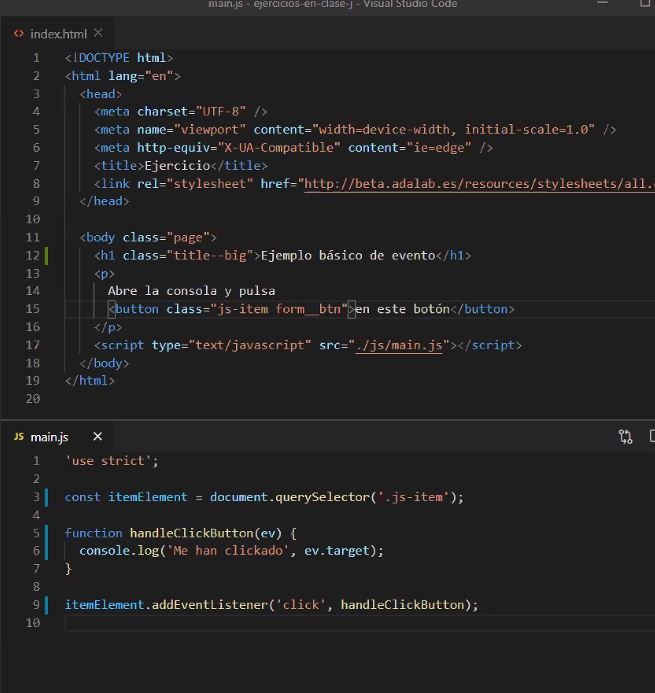 main.js - ejercicios-en-clase-j - Visual Studio Code
index.html
1 <!DOCTYPE html>
2 <html lang="en">
3 <head>
4 <meta charset="UTF-8" />
5 <meta name="viewport" content="width=device-width, initial-scale=1.0" />
6 <meta http-equiv="X-UA-Compatible" content="ie=edge" />
7 <title>Ejercicio</title>
8 <link rel="stylesheet" href="http://beta.adalab.es/resources/stylesheets/all.
9 </head>
10
11 <body class="page">
12 <h1 class="title--big">Ejemplo básico de evento</h1>
13 <p>
14 Abre la consola y pulsa
15 <button class="js-item form__btn">en este botón</button>
16 </p>
17 <script type="text/javascript" src="./js/main.js"></script>
18 </body>
19 </html>
20
JS main.js
1 'use strict';
2
3 const itemElement = document.querySelector('.js-item');
4
5 function handleClickButton(ev) {
6 console.log('Me han clickado', ev.target);
7 }
8
9 itemElement.addEventListener('click', handleClickButton);
10